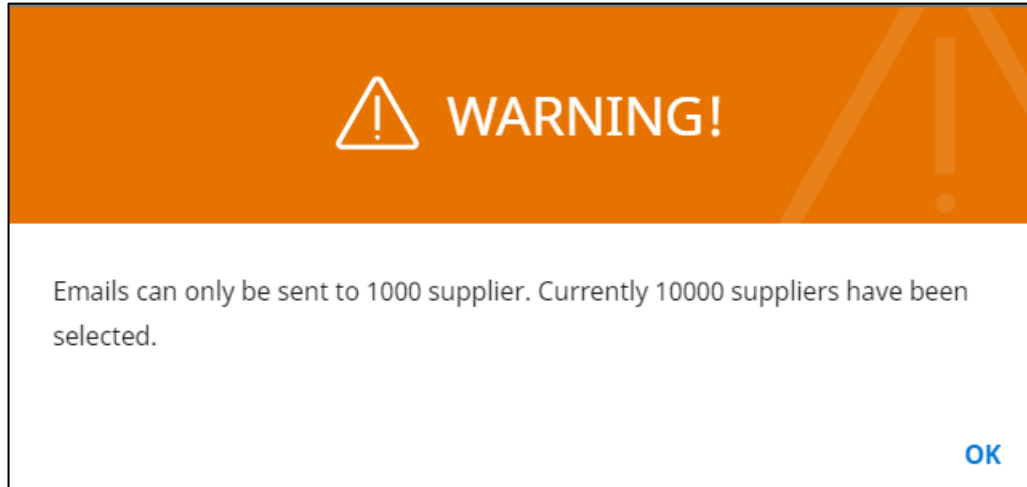 WARNING!
Emails can only be sent to 1000 supplier. Currently 10000 suppliers have been
selected.
OK